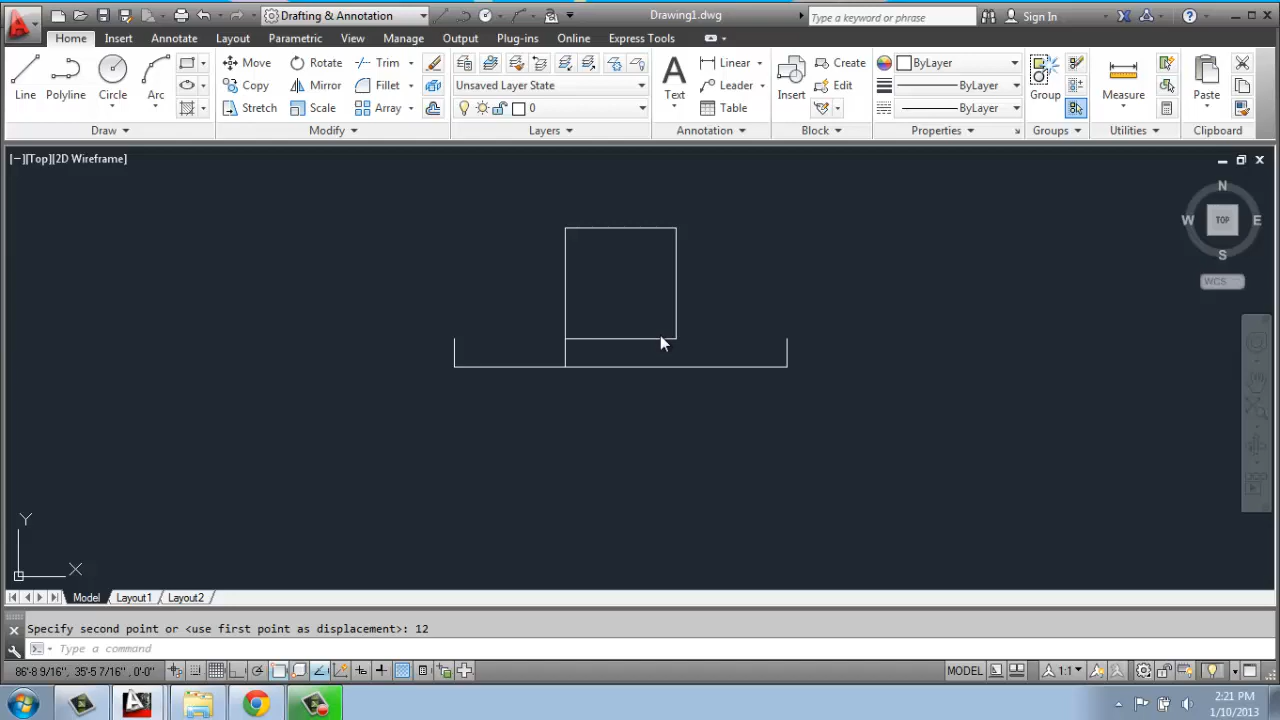 Drafting & Annotation
Drawing1.dwg
Type a keyword or phrase
Sign In
Home Insert Annotate Layout Parametric View Manage Output Plug-ins Online Express Tools
Line
Polyline
Circle
Arc
Draw
Move Rotate Trim
Copy Mirror Fillet
Stretch Scale Array
Modify
Unsaved Layer State
0
Layers
Text
Linear
Leader
Table
Annotation
Insert
Create
Edit
Block
ByLayer
ByLayer
ByLayer
Properties
Group
Groups
Measure
Utilities
Paste
Clipboard
[−][Top][2D Wireframe]
N
W TOP E
S
WCS
Y
X
Model Layout1 Layout2
Specify second point or <use first point as displacement>: 12
Type a command
86'-8 9/16", 35'-5 7/16", 0'-0"
MODEL
1:1
2:21 PM
1/10/2013